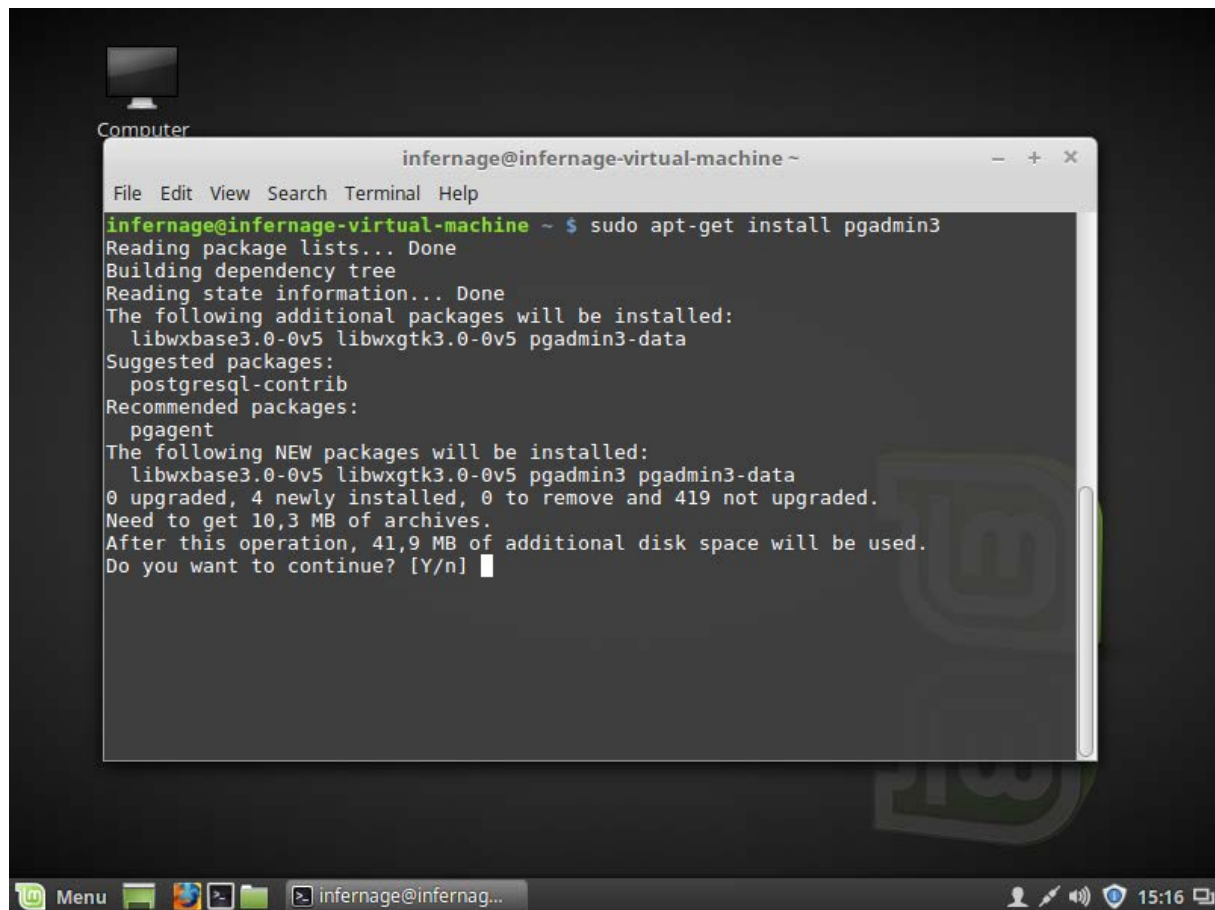 Computer
infernage@infernage-virtual-machine ~
File Edit View Search Terminal Help
infernage@infernage-virtual-machine ~ $ sudo apt-get install pgadmin3
Reading package lists... Done
Building dependency tree
Reading state information... Done
The following additional packages will be installed:
  libwxbase3.0-0v5 libwxgtk3.0-0v5 pgadmin3-data
Suggested packages:
  postgresql-contrib
Recommended packages:
  pgagent
The following NEW packages will be installed:
  libwxbase3.0-0v5 libwxgtk3.0-0v5 pgadmin3 pgadmin3-data
0 upgraded, 4 newly installed, 0 to remove and 419 not upgraded.
Need to get 10,3 MB of archives.
After this operation, 41,9 MB of additional disk space will be used.
Do you want to continue? [Y/n]
Menu infernage@infernag... 15:16